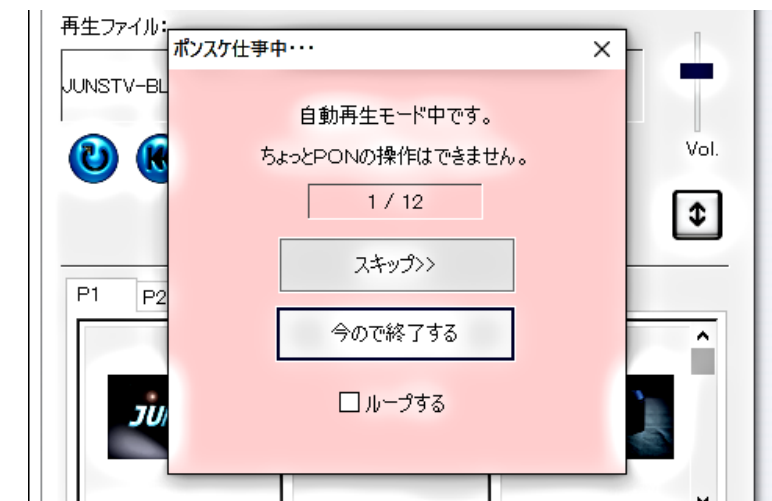 再生ファイル:
ポンスケ仕事中・・・
JUNSTV-BL
自動再生モード中です。
ちょっとPONの操作はできません。
Vol.
1 / 12
スキップ>>
P1
P2
今ので終了する
JU
ループする